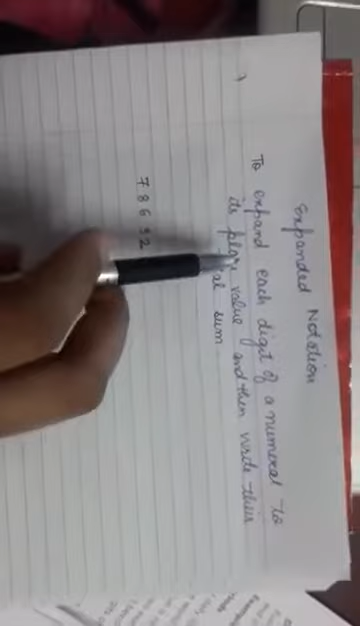 Expanded Notation
To expand each digit of a numeral to
its place value and then write their
sum
7 8 6 9 2